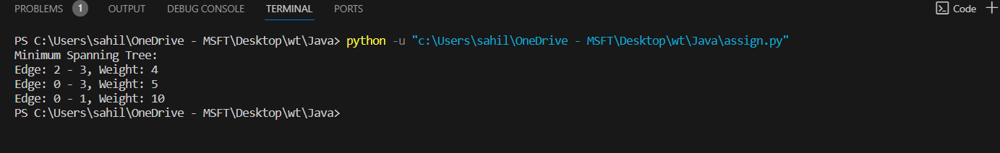 PROBLEMS 1 OUTPUT DEBUG CONSOLE TERMINAL PORTS Code
PS C:\Users\sahil\OneDrive - MSFT\Desktop\wt\Java> python -u "c:\Users\sahil\OneDrive - MSFT\Desktop\wt\Java\assign.py"
Minimum Spanning Tree:
Edge: 2 - 3, Weight: 4
Edge: 0 - 3, Weight: 5
Edge: 0 - 1, Weight: 10
PS C:\Users\sahil\OneDrive - MSFT\Desktop\wt\Java>